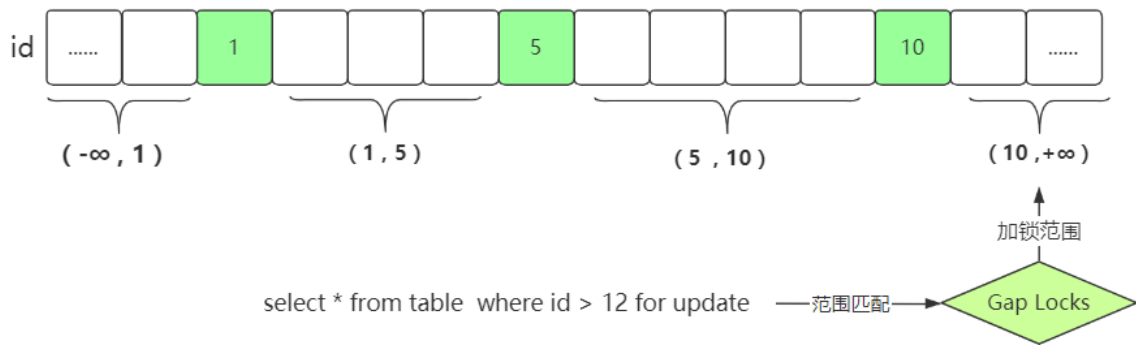 id ...... 1 5 10 ......
( -∞ , 1 ) ( 1 , 5 ) ( 5 , 10 ) ( 10 ,+∞ )
加锁范围
select * from table where id > 12 for update 范围匹配 Gap Locks